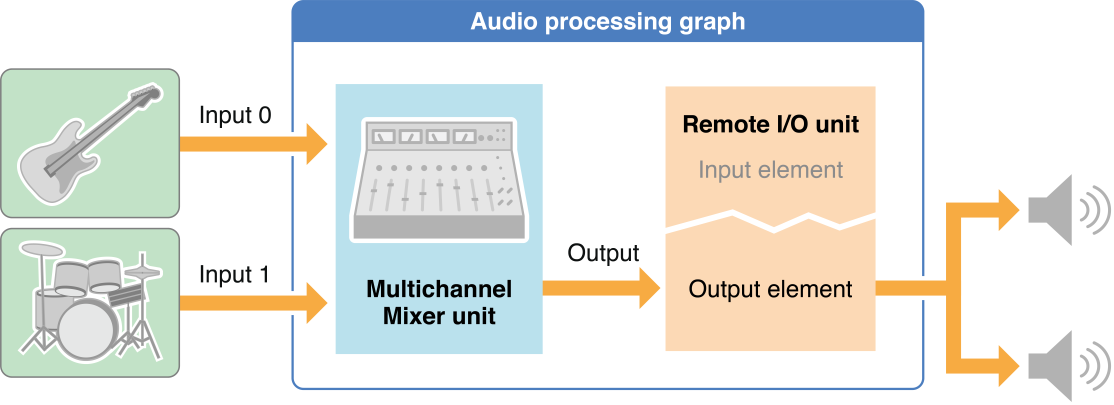 Audio processing graph
Input 0
Input 1
Multichannel
Mixer unit
Output
Remote I/O unit
Input element
Output element